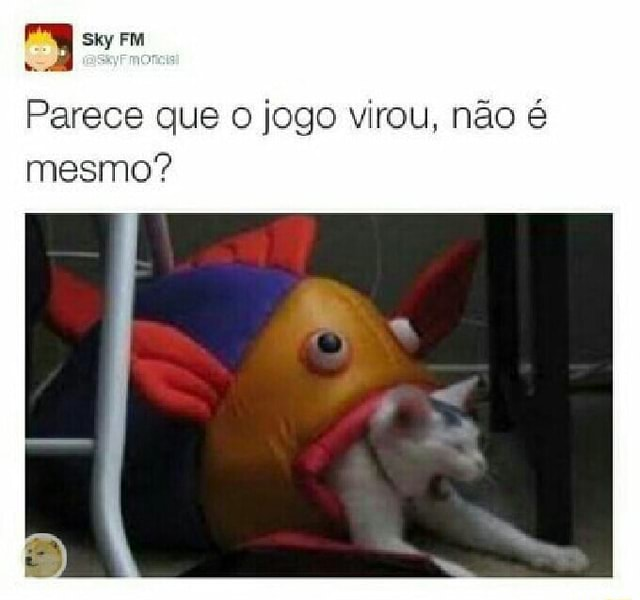 Sky FM
@SkyFmOficial
Parece que o jogo virou, não é
mesmo?